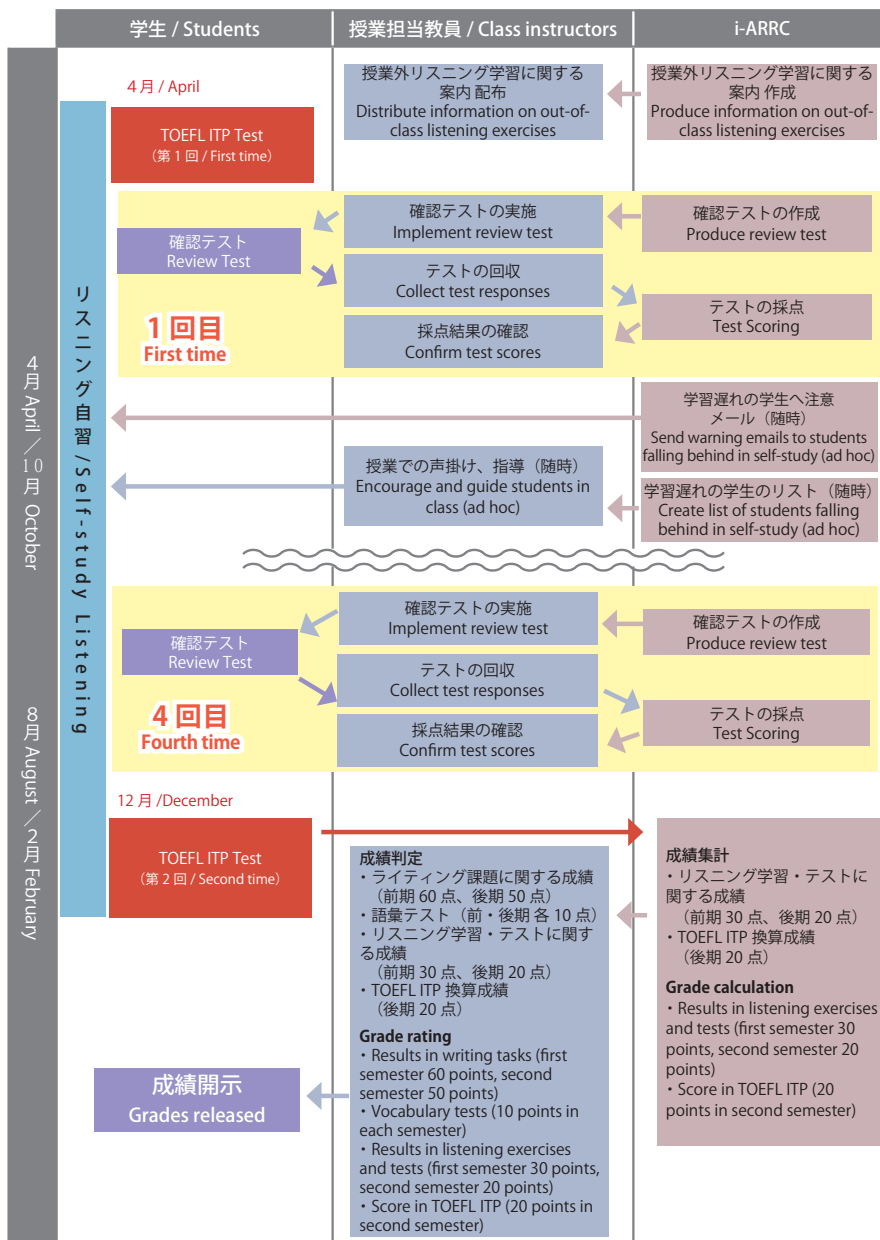 学生 / Students
授業担当教員 / Class instructors
i-ARRC
4月 April ／ 10月 October
8月 August ／ 2月 February
リスニング自習 / Self-study Listening
4 月 / April
TOEFL ITP Test
（第 1 回 / First time）
授業外リスニング学習に関する
案内 配布
Distribute information on out-of-
class listening exercises
授業外リスニング学習に関する
案内 作成
Produce information on out-of-
class listening exercises
確認テストの実施
Implement review test
確認テストの作成
Produce review test
確認テスト
Review Test
テストの回収
Collect test responses
テストの採点
Test Scoring
採点結果の確認
Confirm test scores
1 回目
First time
学習遅れの学生へ注意
メール（随時）
Send warning emails to students
falling behind in self-study (ad hoc)
授業での声掛け、指導（随時）
Encourage and guide students in
class (ad hoc)
学習遅れの学生のリスト（随時）
Create list of students falling
behind in self-study (ad hoc)
確認テストの実施
Implement review test
確認テストの作成
Produce review test
確認テスト
Review Test
テストの回収
Collect test responses
テストの採点
Test Scoring
採点結果の確認
Confirm test scores
4 回目
Fourth time
12 月 /December
TOEFL ITP Test
（第 2 回 / Second time）
成績判定
・ライティング課題に関する成績
（前期 60 点、後期 50 点）
・語彙テスト（前・後期 各 10 点）
・リスニング学習・テストに関す
る成績
（前期 30 点、後期 20 点）
・TOEFL ITP 換算成績
（後期 20 点）
Grade rating
・Results in writing tasks (first
semester 60 points, second
semester 50 points)
・Vocabulary tests (10 points in
each semester)
・Results in listening exercises
and tests (first semester 30 points,
second semester 20 points)
・Score in TOEFL ITP (20 points in
second semester)
成績集計
・リスニング学習・テストに
関する成績
（前期 30 点、後期 20 点）
・TOEFL ITP 換算成績
（後期 20 点）
Grade calculation
・Results in listening exercises
and tests (first semester 30
points, second semester 20
points)
・Score in TOEFL ITP (20
points in second semester)
成績開示
Grades released